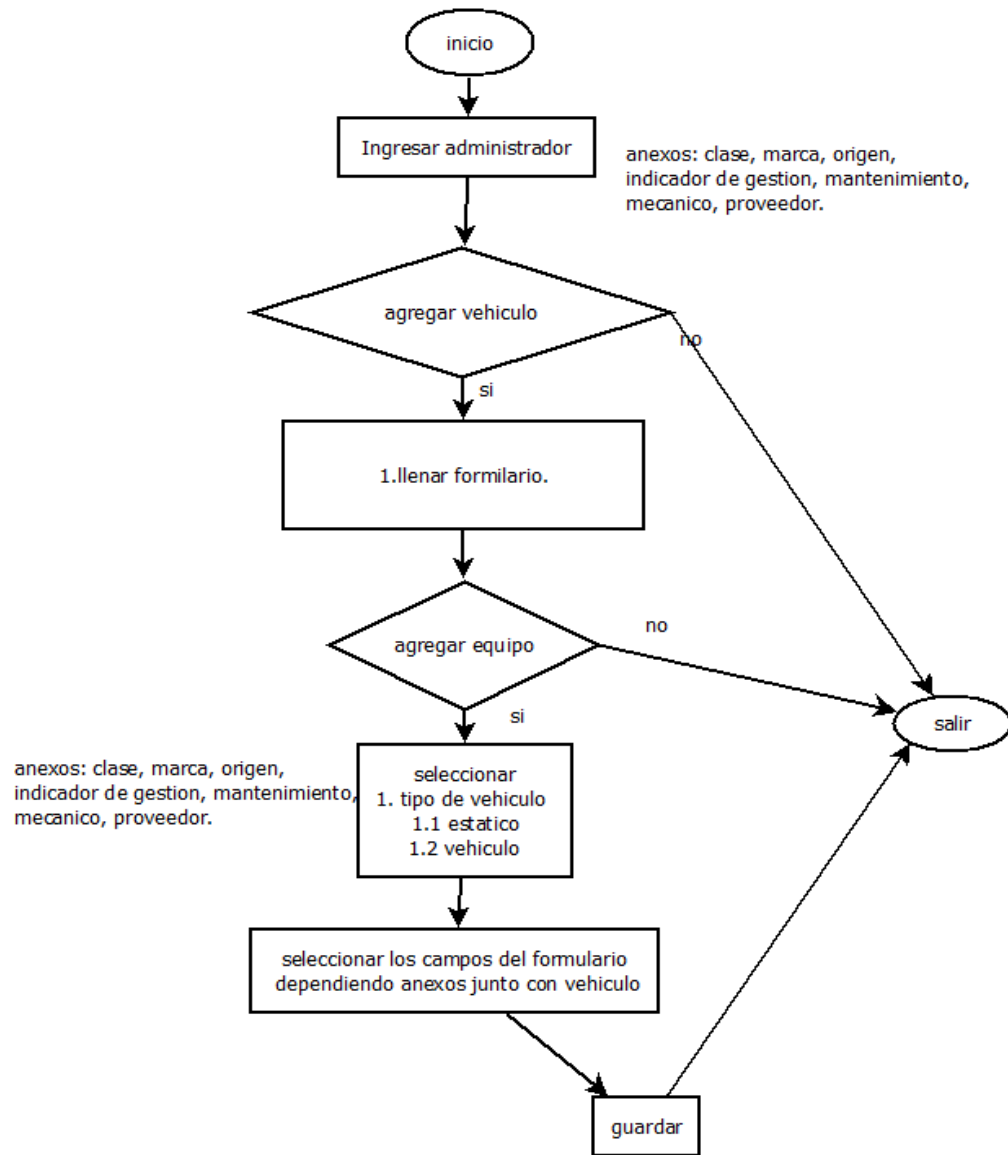 inicio
Ingresar administrador
anexos: clase, marca, origen,
indicador de gestion, mantenimiento,
mecanico, proveedor.
agregar vehiculo
no
si
1.llenar formilario.
agregar equipo
no
si
salir
anexos: clase, marca, origen,
indicador de gestion, mantenimiento,
mecanico, proveedor.
seleccionar
1. tipo de vehiculo
1.1 estatico
1.2 vehiculo
seleccionar los campos del formulario
dependiendo anexos junto con vehiculo
guardar